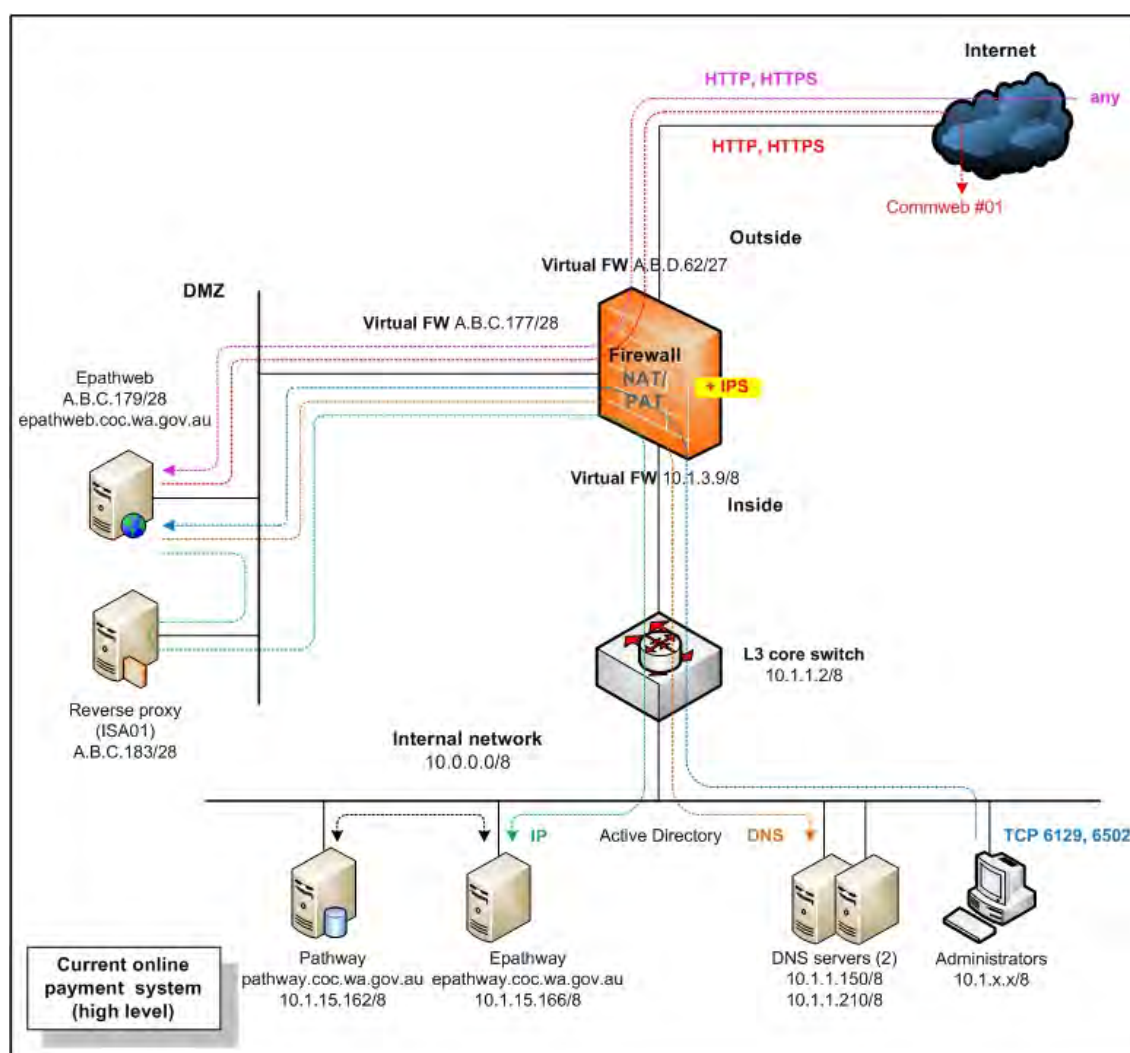 Internet
HTTP, HTTPS
any
HTTP, HTTPS
Commweb #01
Outside
Virtual FW A.B.D.62/27
DMZ
Virtual FW A.B.C.177/28
Firewall
NAT/
PAT
+ IPS
Epathweb
A.B.C.179/28
epathweb.coc.wa.gov.au
Virtual FW 10.1.3.9/8
Inside
L3 core switch
10.1.1.2/8
Reverse proxy
(ISA01)
A.B.C.183/28
Internal network
10.0.0.0/8
IP
Active Directory
DNS
TCP 6129, 6502
Pathway
pathway.coc.wa.gov.au
10.1.15.162/8
Epathway
epathway.coc.wa.gov.au
10.1.15.166/8
DNS servers (2)
10.1.1.150/8
10.1.1.210/8
Administrators
10.1.x.x/8
Current online
payment system
(high level)